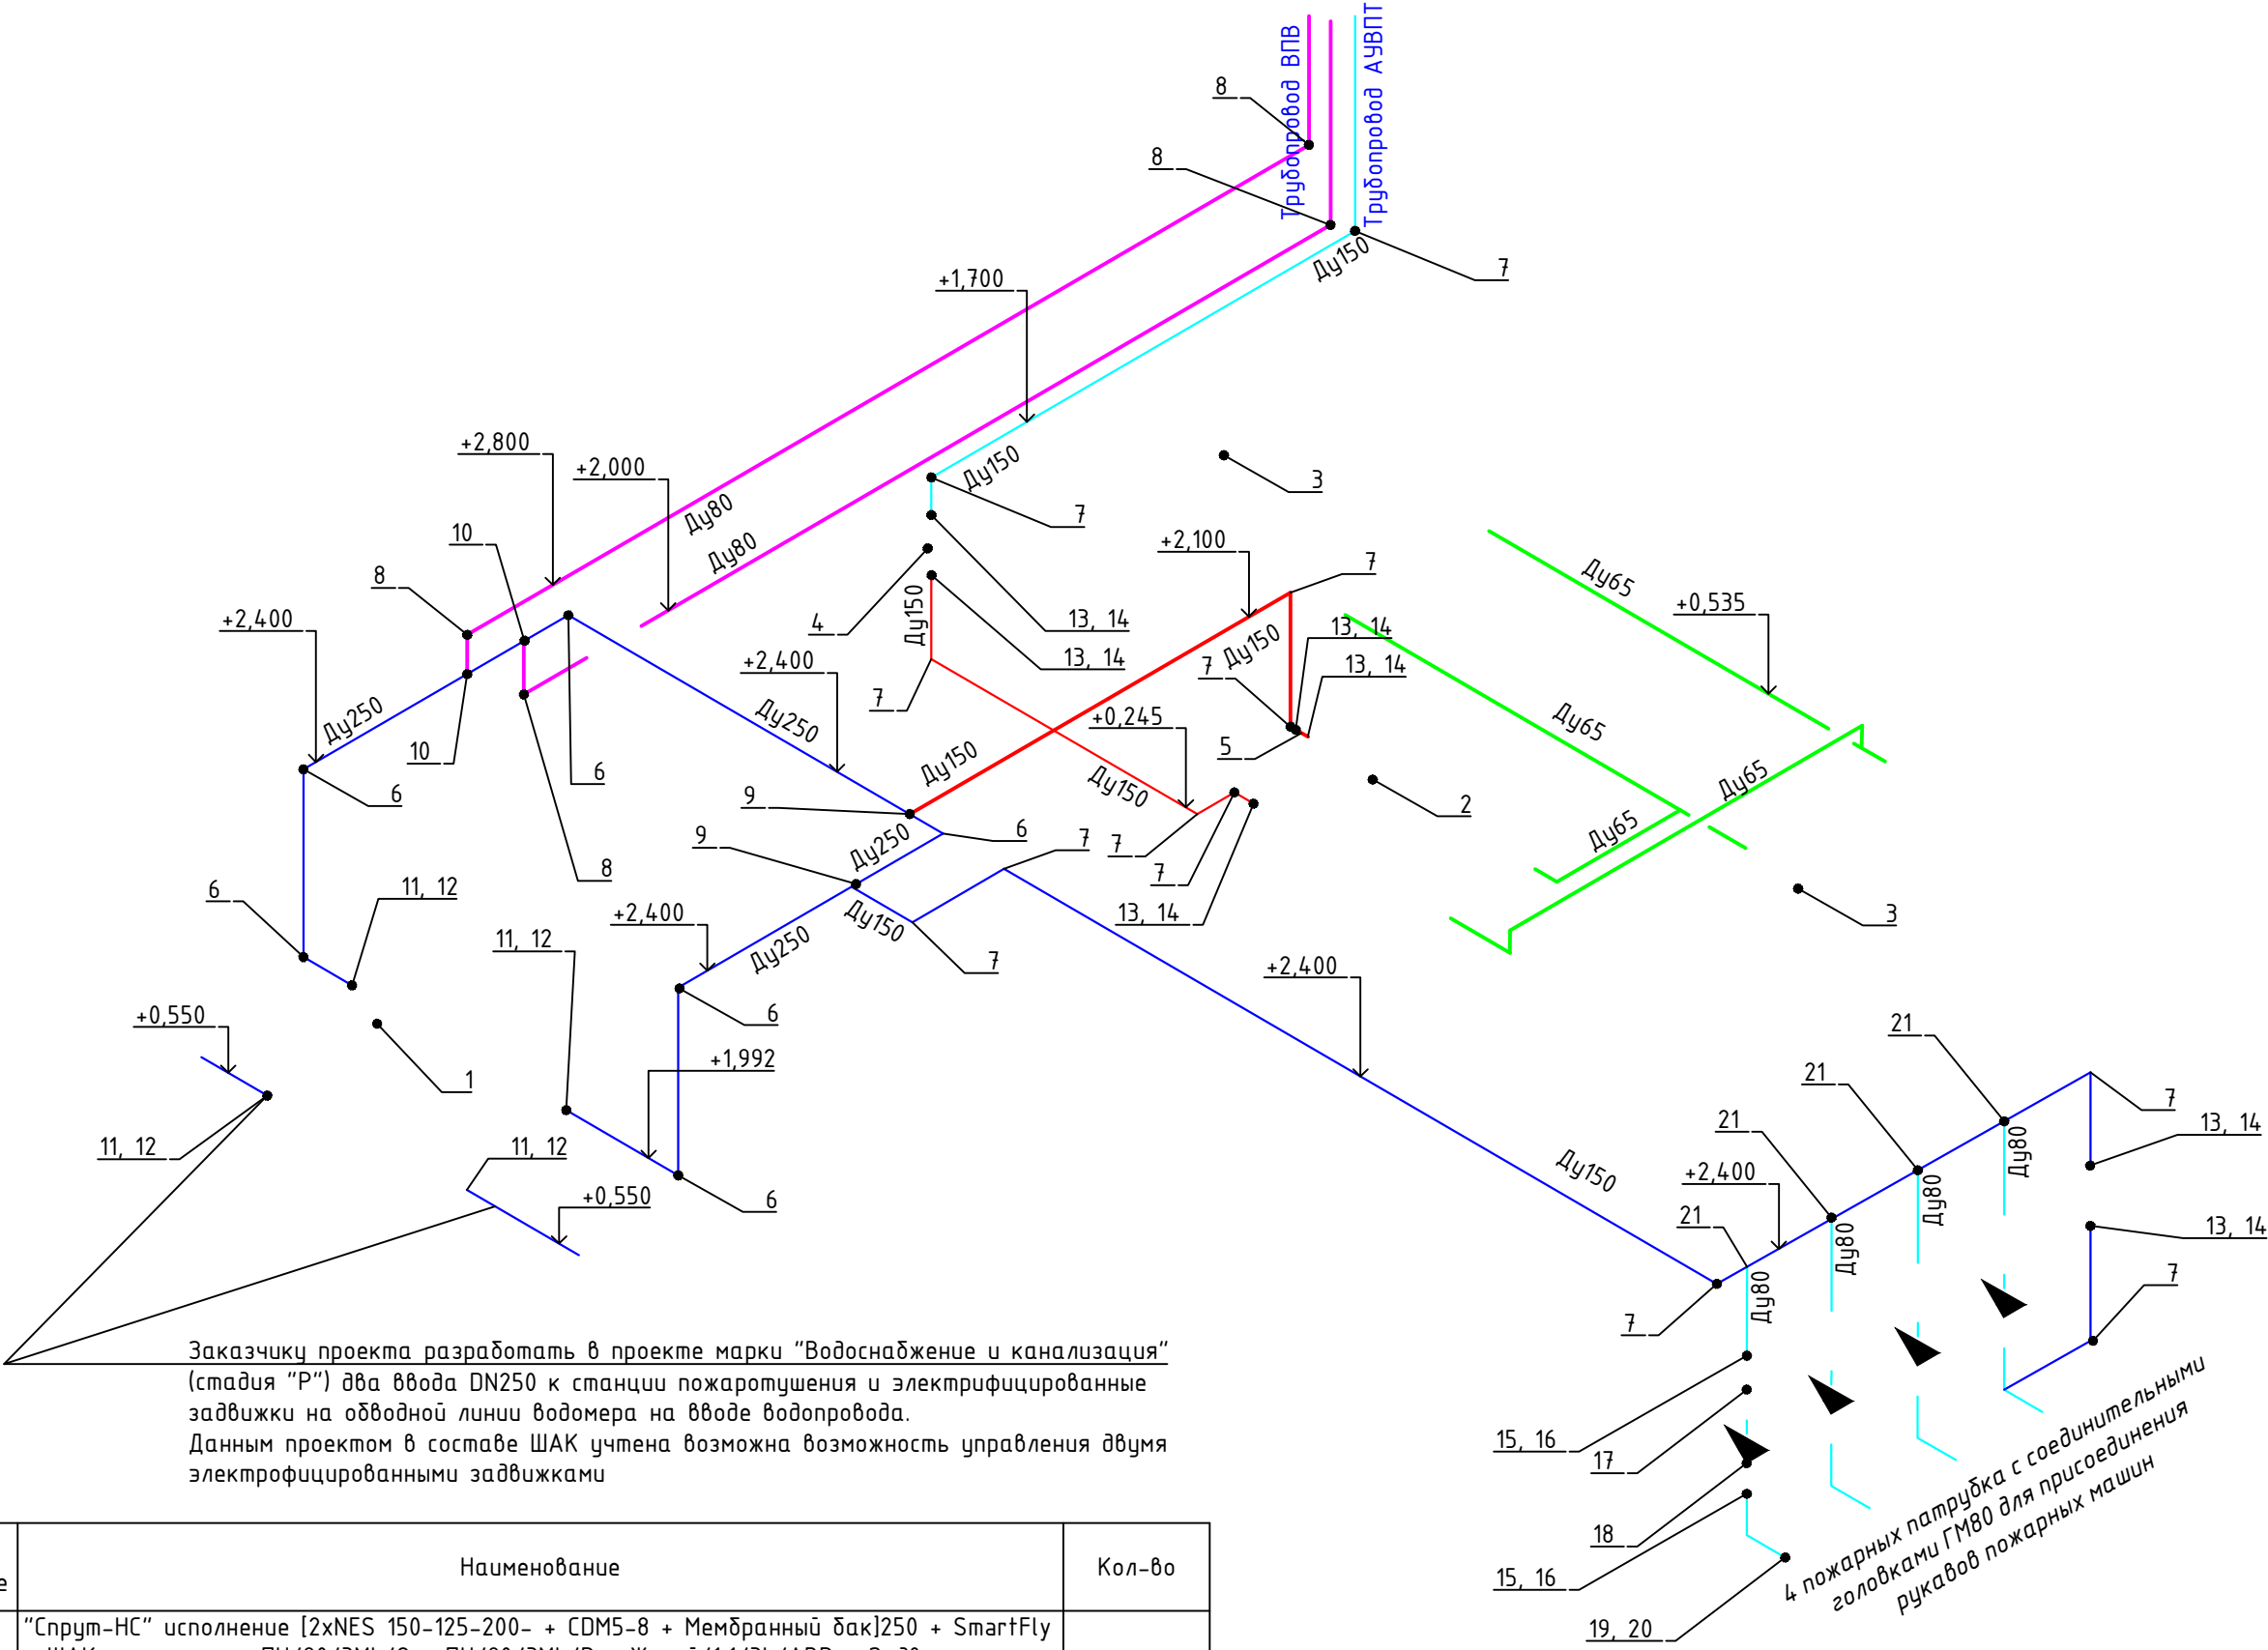 Трубопровод ВПВ
Трубопровод АУВПТ
8
8
Ду150
7
+1,700
+2,800
+2,000
Ду80
Ду80
Ду150
3
7
10
8
+2,400
4
Ду150
13, 14
13, 14
+2,100
7
13, 14
Ду150
7
13, 14
Ду65
+0,535
+2,400
7
+0,245
Ду65
Ду250
Ду250
10
6
6
5
Ду150
Ду150
Ду65
2
9
6
7
7
Ду65
9
Ду250
8
7
6
11, 12
13, 14
3
+2,400
Ду150
11, 12
Ду250
7
+2,400
+0,550
6
1
+1,992
21
21
21
7
13, 14
11, 12
11, 12
Ду80
Ду150
+2,400
Ду80
+0,550
6
21
Ду80
13, 14
Ду80
7
7
Заказчику проекта разработать в проекте марки "Водоснабжение и канализация"
(стадия "Р") два ввода DN250 к станции пожаротушения и электрифицированные
задвижки на обводной линии водомера на вводе водопровода.
Данным проектом в составе ШАК учтена возможна возможность управления двумя
электрофицированными задвижками
15, 16
17
18
15, 16
19, 20
4 пожарных патрубка с соединительными
головками ГМ80 для присоединения
рукавов пожарных машин
е
Наименование
Кол-во
"Спрут-НС" исполнение [2xNES 150-125-200- + CDM5-8 + Мембранный бак]250 + SmartFly